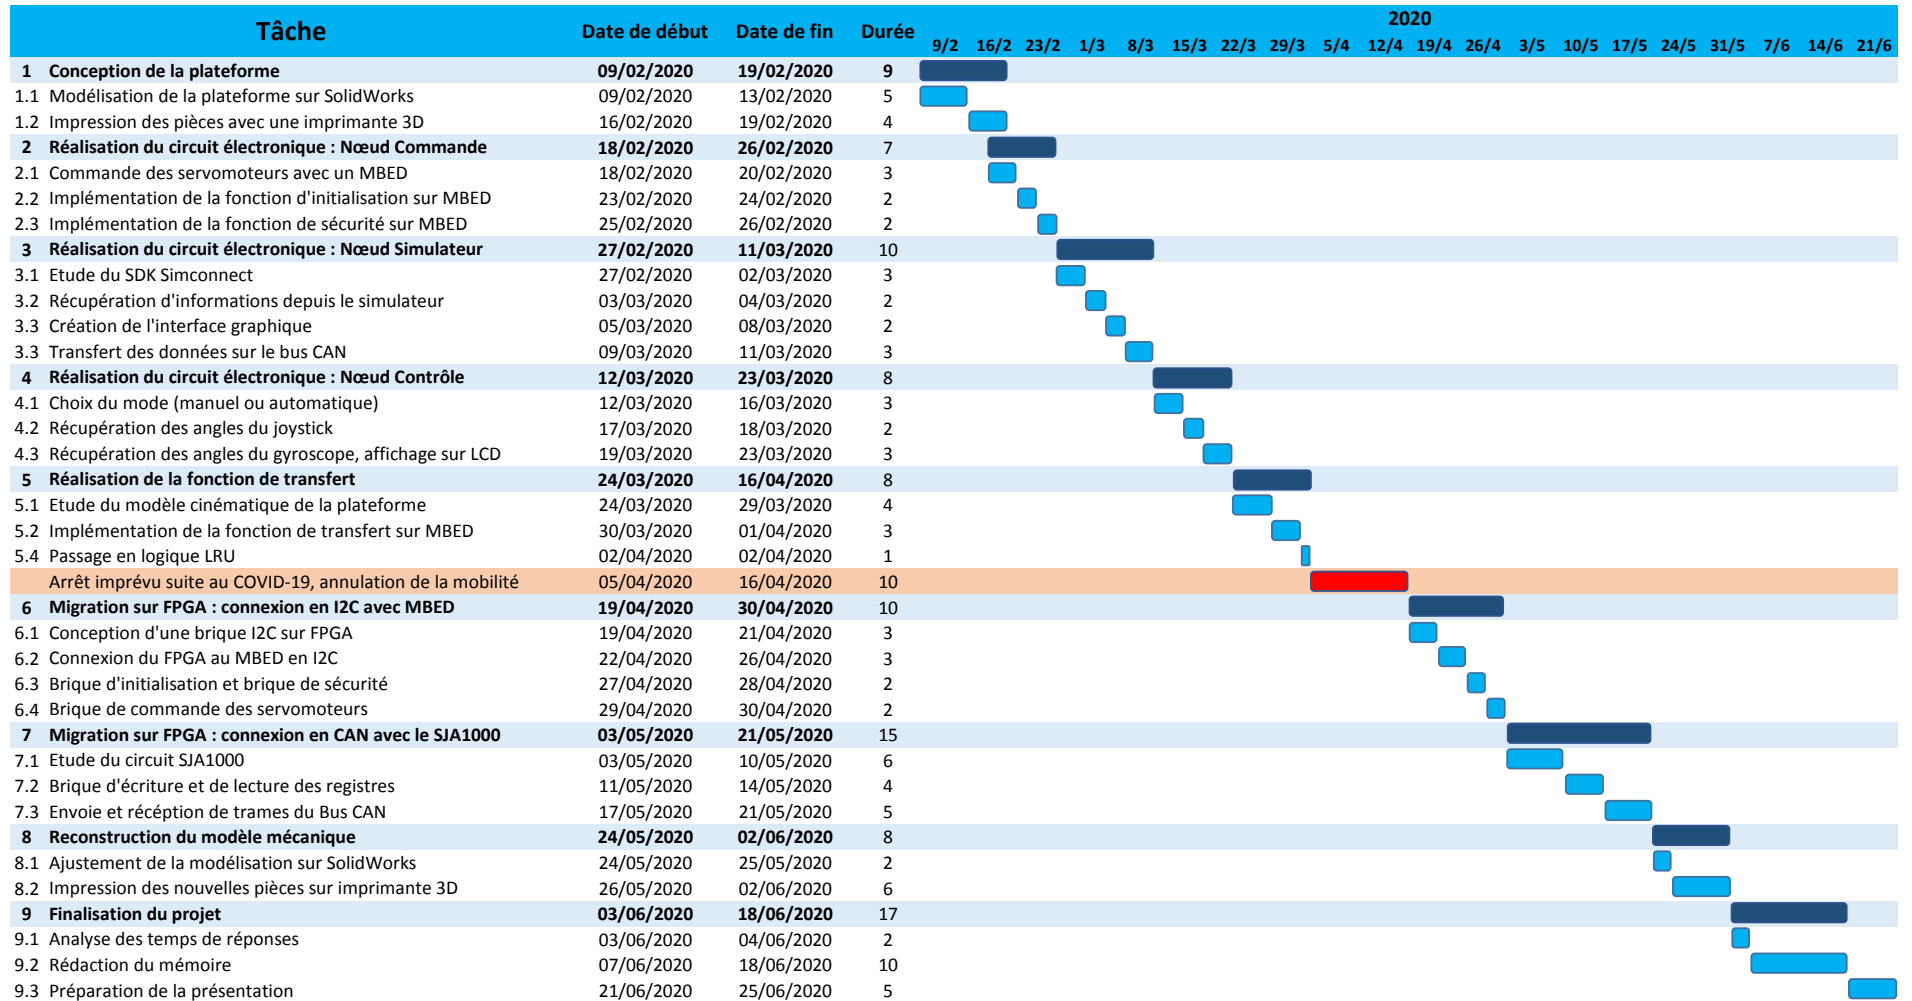 2020
Tâche Date de début Date de fin Durée 9/2 16/2 23/2 1/3 8/3 15/3 22/3 29/3 5/4 12/4 19/4 26/4 3/5 10/5 17/5 24/5 31/5 7/6 14/6 21/6
1 Conception de la plateforme 09/02/2020 19/02/2020 9
1.1 Modélisation de la plateforme sur SolidWorks 09/02/2020 13/02/2020 5
1.2 Impression des pièces avec une imprimante 3D 16/02/2020 19/02/2020 4
2 Réalisation du circuit électronique : Nœud Commande 18/02/2020 26/02/2020 7
2.1 Commande des servomoteurs avec un MBED 18/02/2020 20/02/2020 3
2.2 Implémentation de la fonction d'initialisation sur MBED 23/02/2020 24/02/2020 2
2.3 Implémentation de la fonction de sécurité sur MBED 25/02/2020 26/02/2020 2
3 Réalisation du circuit électronique : Nœud Simulateur 27/02/2020 11/03/2020 10
3.1 Etude du SDK Simconnect 27/02/2020 02/03/2020 3
3.2 Récupération d'informations depuis le simulateur 03/03/2020 04/03/2020 2
3.3 Création de l'interface graphique 05/03/2020 08/03/2020 2
3.3 Transfert des données sur le bus CAN 09/03/2020 11/03/2020 3
4 Réalisation du circuit électronique : Nœud Contrôle 12/03/2020 23/03/2020 8
4.1 Choix du mode (manuel ou automatique) 12/03/2020 16/03/2020 3
4.2 Récupération des angles du joystick 17/03/2020 18/03/2020 2
4.3 Récupération des angles du gyroscope, affichage sur LCD 19/03/2020 23/03/2020 3
5 Réalisation de la fonction de transfert 24/03/2020 16/04/2020 8
5.1 Etude du modèle cinématique de la plateforme 24/03/2020 29/03/2020 4
5.2 Implémentation de la fonction de transfert sur MBED 30/03/2020 01/04/2020 3
5.4 Passage en logique LRU 02/04/2020 02/04/2020 1
Arrêt imprévu suite au COVID-19, annulation de la mobilité 05/04/2020 16/04/2020 10
6 Migration sur FPGA : connexion en I2C avec MBED 19/04/2020 30/04/2020 10
6.1 Conception d'une brique I2C sur FPGA 19/04/2020 21/04/2020 3
6.2 Connexion du FPGA au MBED en I2C 22/04/2020 26/04/2020 3
6.3 Brique d'initialisation et brique de sécurité 27/04/2020 28/04/2020 2
6.4 Brique de commande des servomoteurs 29/04/2020 30/04/2020 2
7 Migration sur FPGA : connexion en CAN avec le SJA1000 03/05/2020 21/05/2020 15
7.1 Etude du circuit SJA1000 03/05/2020 10/05/2020 6
7.2 Brique d'écriture et de lecture des registres 11/05/2020 14/05/2020 4
7.3 Envoie et récéption de trames du Bus CAN 17/05/2020 21/05/2020 5
8 Reconstruction du modèle mécanique 24/05/2020 02/06/2020 8
8.1 Ajustement de la modélisation sur SolidWorks 24/05/2020 25/05/2020 2
8.2 Impression des nouvelles pièces sur imprimante 3D 26/05/2020 02/06/2020 6
9 Finalisation du projet 03/06/2020 18/06/2020 17
9.1 Analyse des temps de réponses 03/06/2020 04/06/2020 2
9.2 Rédaction du mémoire 07/06/2020 18/06/2020 10
9.3 Préparation de la présentation 21/06/2020 25/06/2020 5